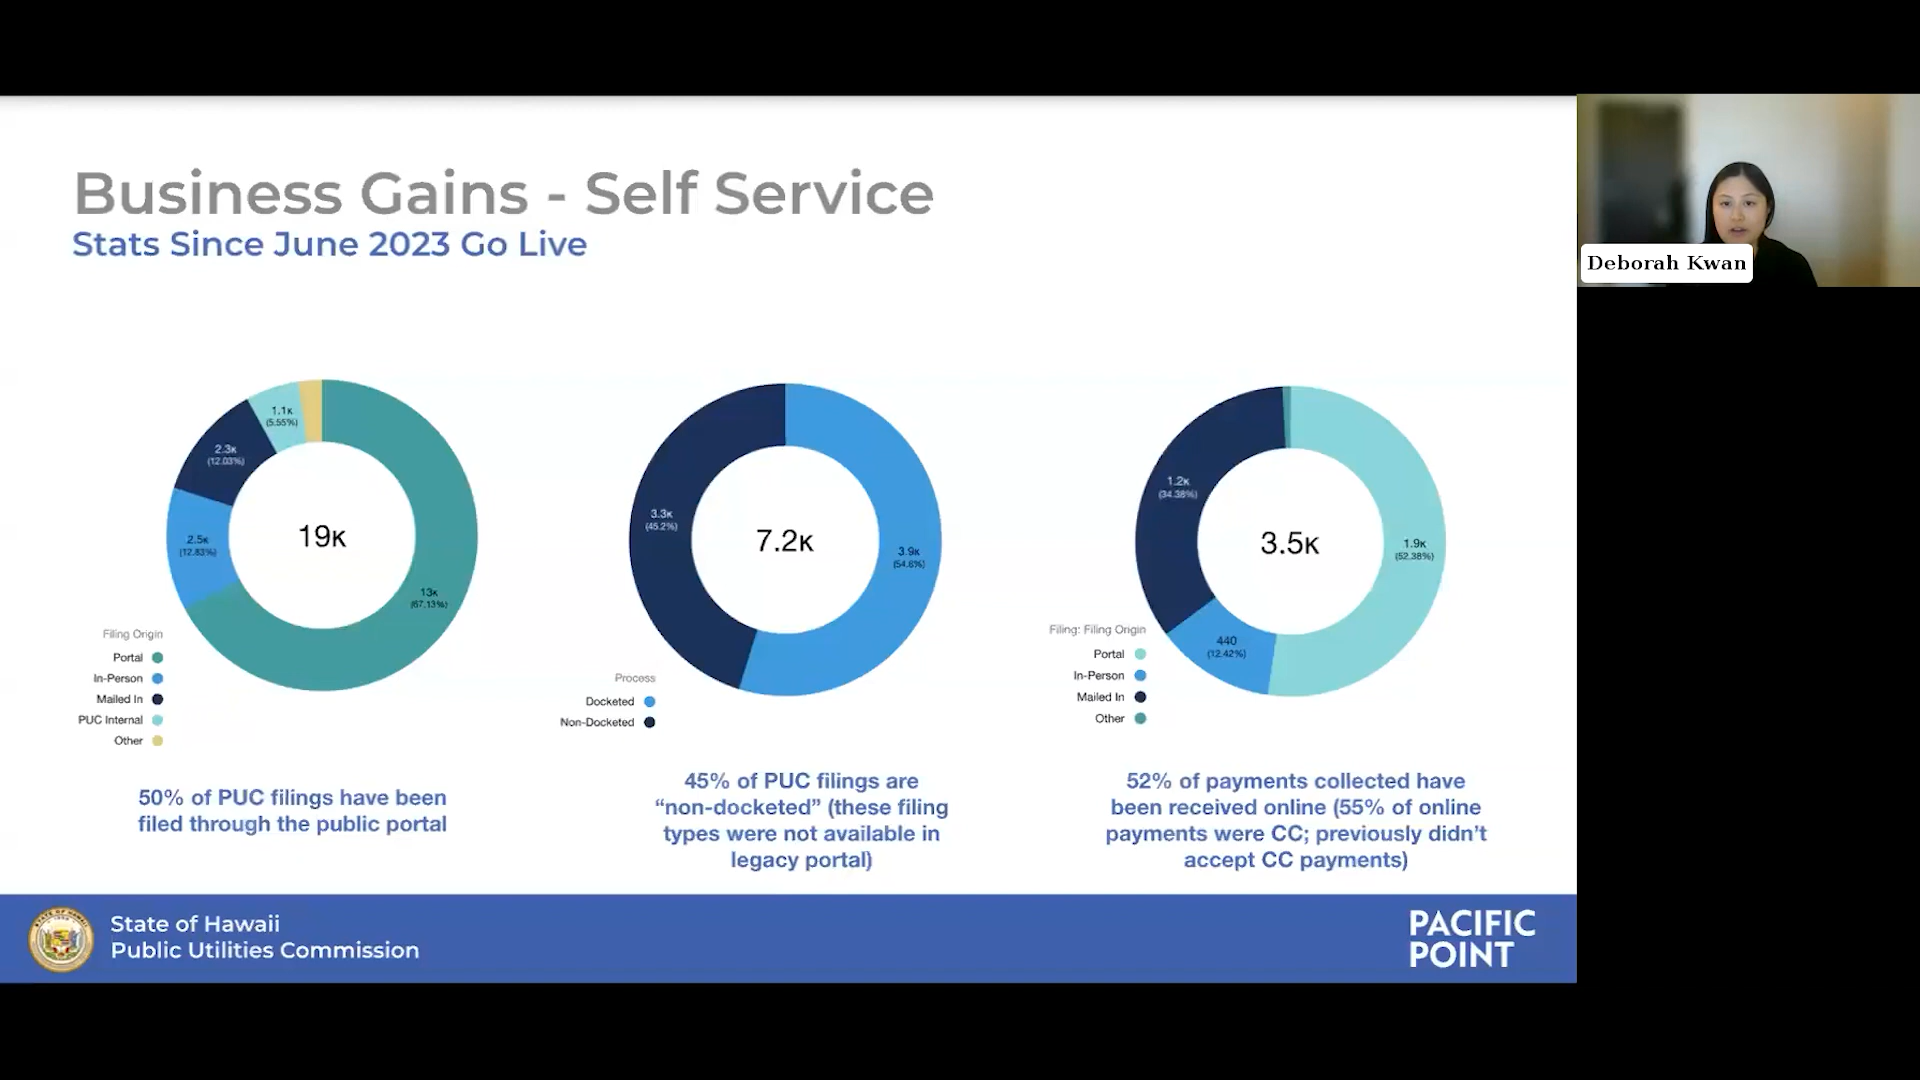 Business Gains - Self Service
Stats Since June 2023 Go Live
Deborah Kwan
1.1K
(5.55%)
2.3K
(12.03%)
2.5K
(12.83%)
19K
13K
(67.13%)
Filing Origin
Portal
In-Person
Mailed In
PUC Internal
Other
50% of PUC filings have been
filed through the public portal
3.3K
(45.2%)
7.2K
3.9K
(54.8%)
Process
Docketed
Non-Docketed
45% of PUC filings are
“non-docketed” (these filing
types were not available in
legacy portal)
1.2K
(34.38%)
3.5K
1.9K
(52.38%)
440
(12.42%)
Filing: Filing Origin
Portal
In-Person
Mailed In
Other
52% of payments collected have
been received online (55% of online
payments were CC; previously didn’t
accept CC payments)
State of Hawaii
Public Utilities Commission
PACIFIC
POINT